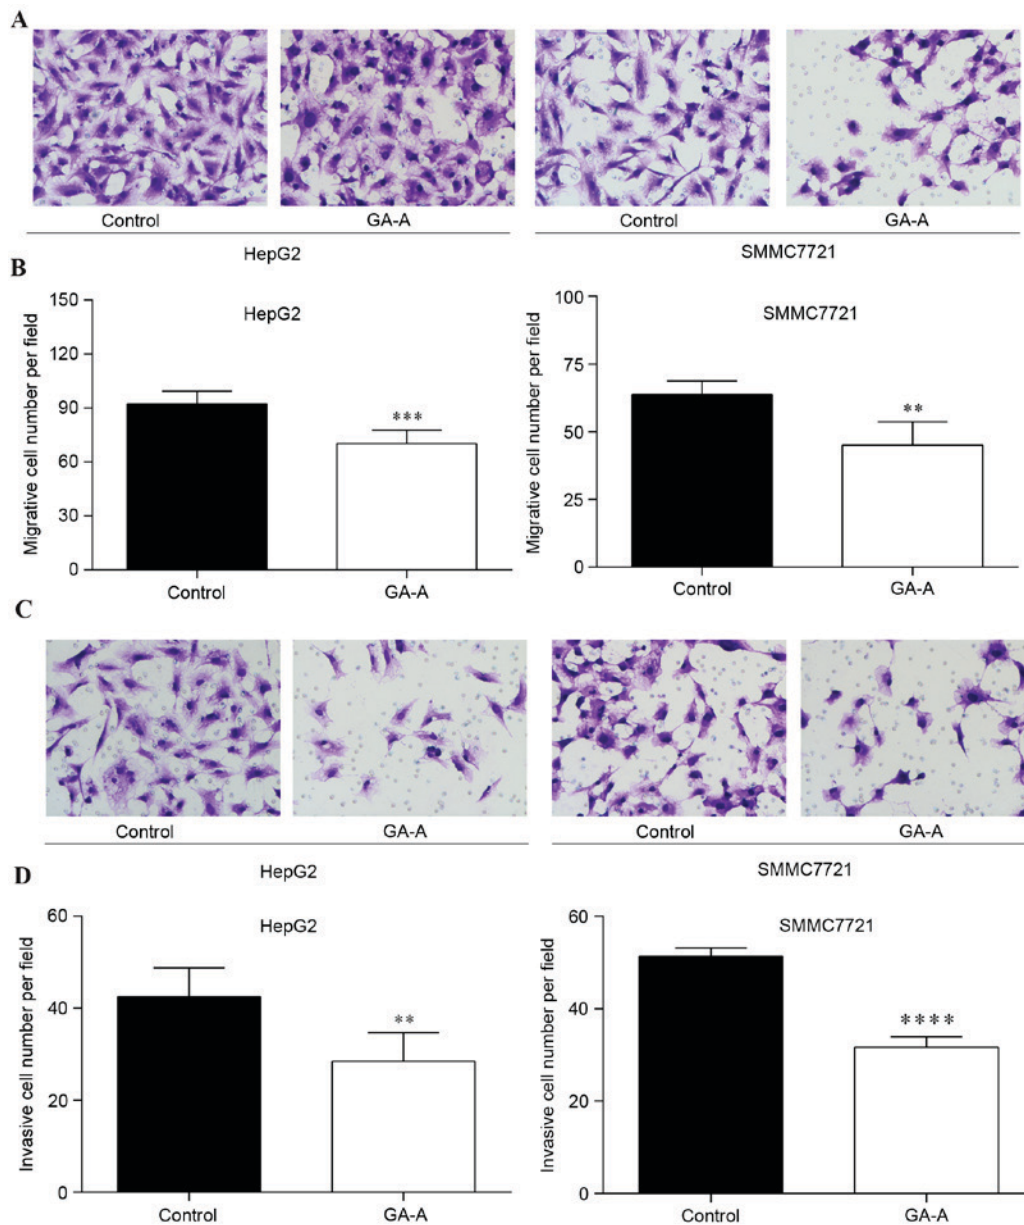 A
Control GA-A Control GA-A
HepG2 SMMC7721
B
HepG2
Migrative cell number per field
150
120
90
60
30
0
***
Control GA-A
SMMC7721
Migrative cell number per field
100
75
50
25
0
**
Control GA-A
C
Control GA-A Control GA-A
HepG2 SMMC7721
D
HepG2
Invasive cell number per field
60
40
20
0
**
Control GA-A
SMMC7721
Invasive cell number per field
60
40
20
0
****
Control GA-A